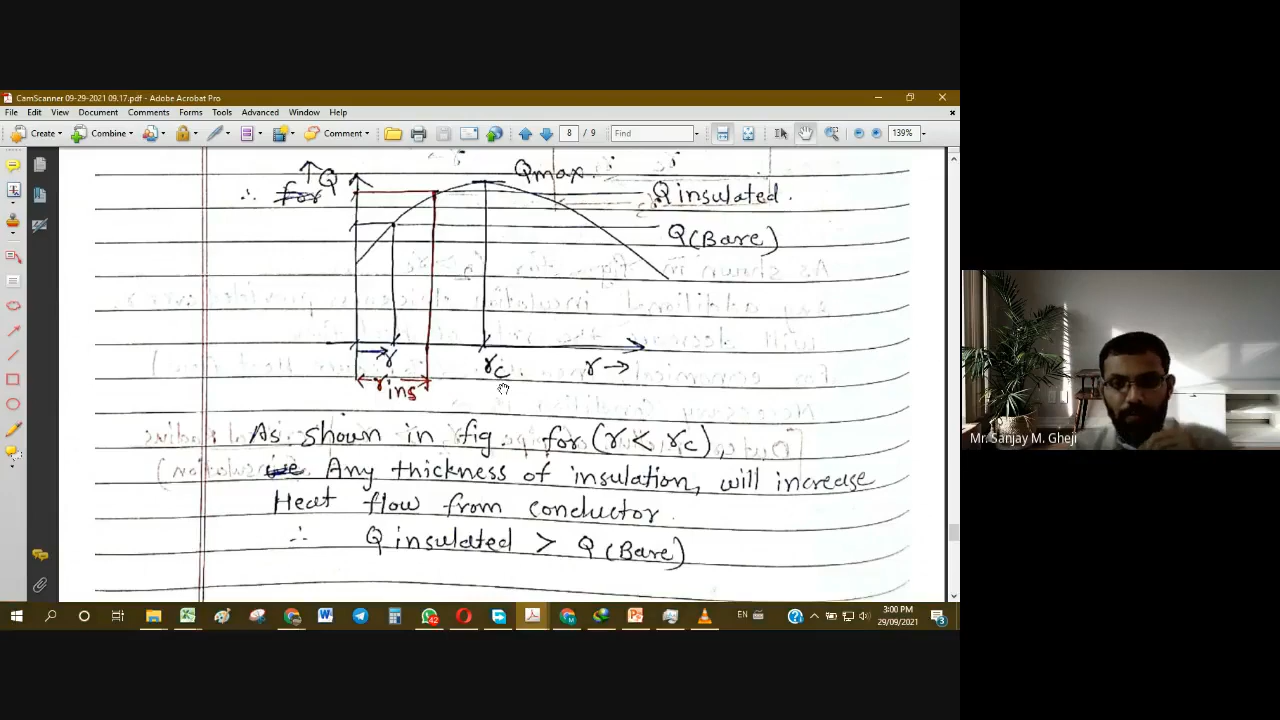 CamScanner 09-29-2021 09.17.pdf - Adobe Acrobat Pro
File Edit View Document Comments Forms Tools Advanced Window Help
Create Combine Comment 8 / 9 Find 139%
↑Q Qmax.
∴ for Q insulated.
Q(Bare)
r rc r →
rins
As shown in fig. for (r < rc),
Any thickness of insulation, will increase
Heat flow from conductor.
∴ Q insulated > Q(Bare)
Mr. Sanjay M. Gheji
42
EN
3:00 PM
29/09/2021
3